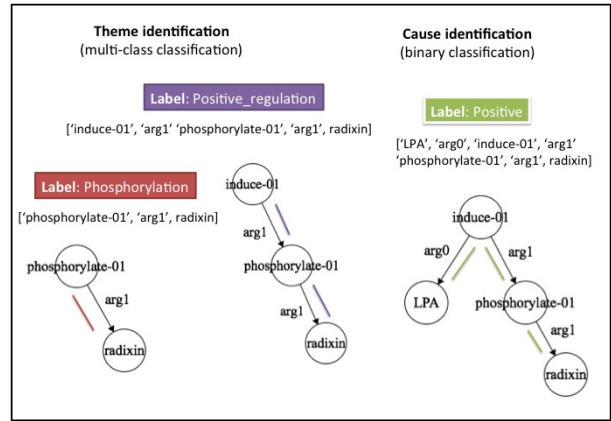 Theme identification
(multi-class classification)
Cause identification
(binary classification)
Label: Positive_regulation
['induce-01', 'arg1' 'phosphorylate-01', 'arg1', radixin]
Label: Positive
['LPA', 'arg0', 'induce-01', 'arg1'
'phosphorylate-01', 'arg1', radixin]
Label: Phosphorylation
['phosphorylate-01', 'arg1', radixin]
phosphorylate-01
arg1
radixin
induce-01
arg1
phosphorylate-01
arg1
radixin
induce-01
arg0
arg1
LPA
phosphorylate-01
arg1
radixin